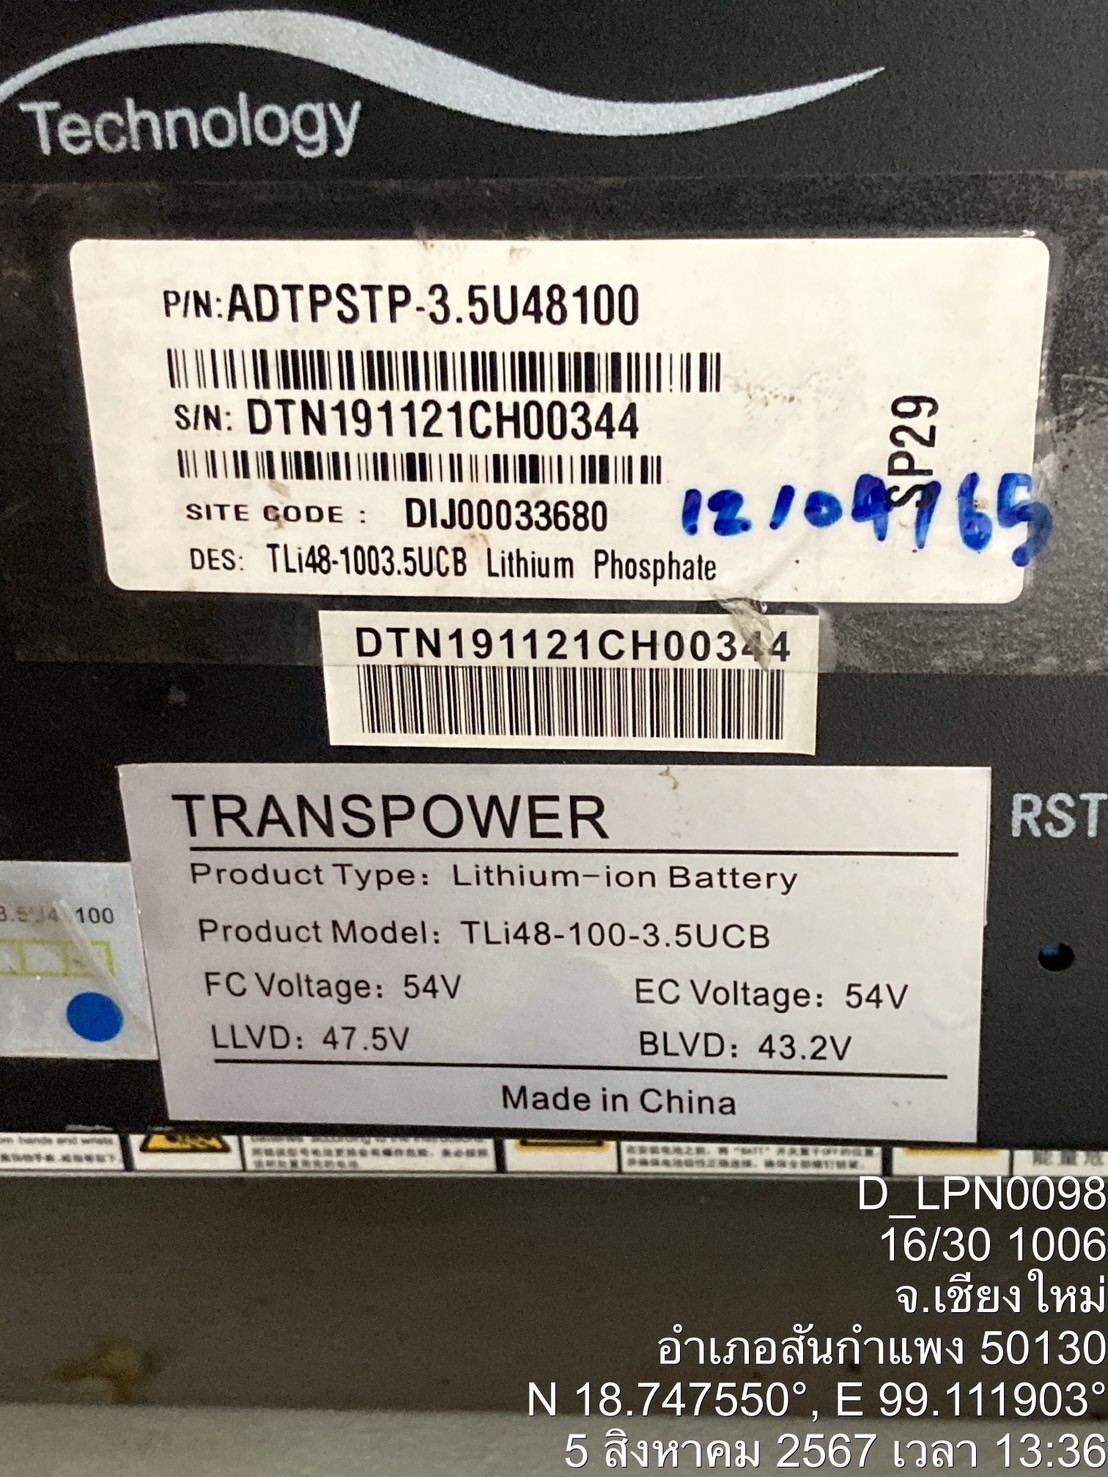 Technology
P/N: ADTPSTP-3.5U48100
S/N: DTN191121CH00344
SP29
SITE CODE : DIJ00033680
12/04/65
DES: TLi48-1003.5UCB Lithium Phosphate
DTN191121CH00344
TRANSPOWER
RST
Product Type: Lithium-ion Battery
100
Product Model: TLi48-100-3.5UCB
FC Voltage: 54V EC Voltage: 54V
LLVD: 47.5V BLVD: 43.2V
Made in China
hands and wrists
D_LPN0098
16/30 1006
จ.เชียงใหม่
อำเภอสันกำแพง 50130
N 18.747550°, E 99.111903°
5 สิงหาคม 2567 เวลา 13:36